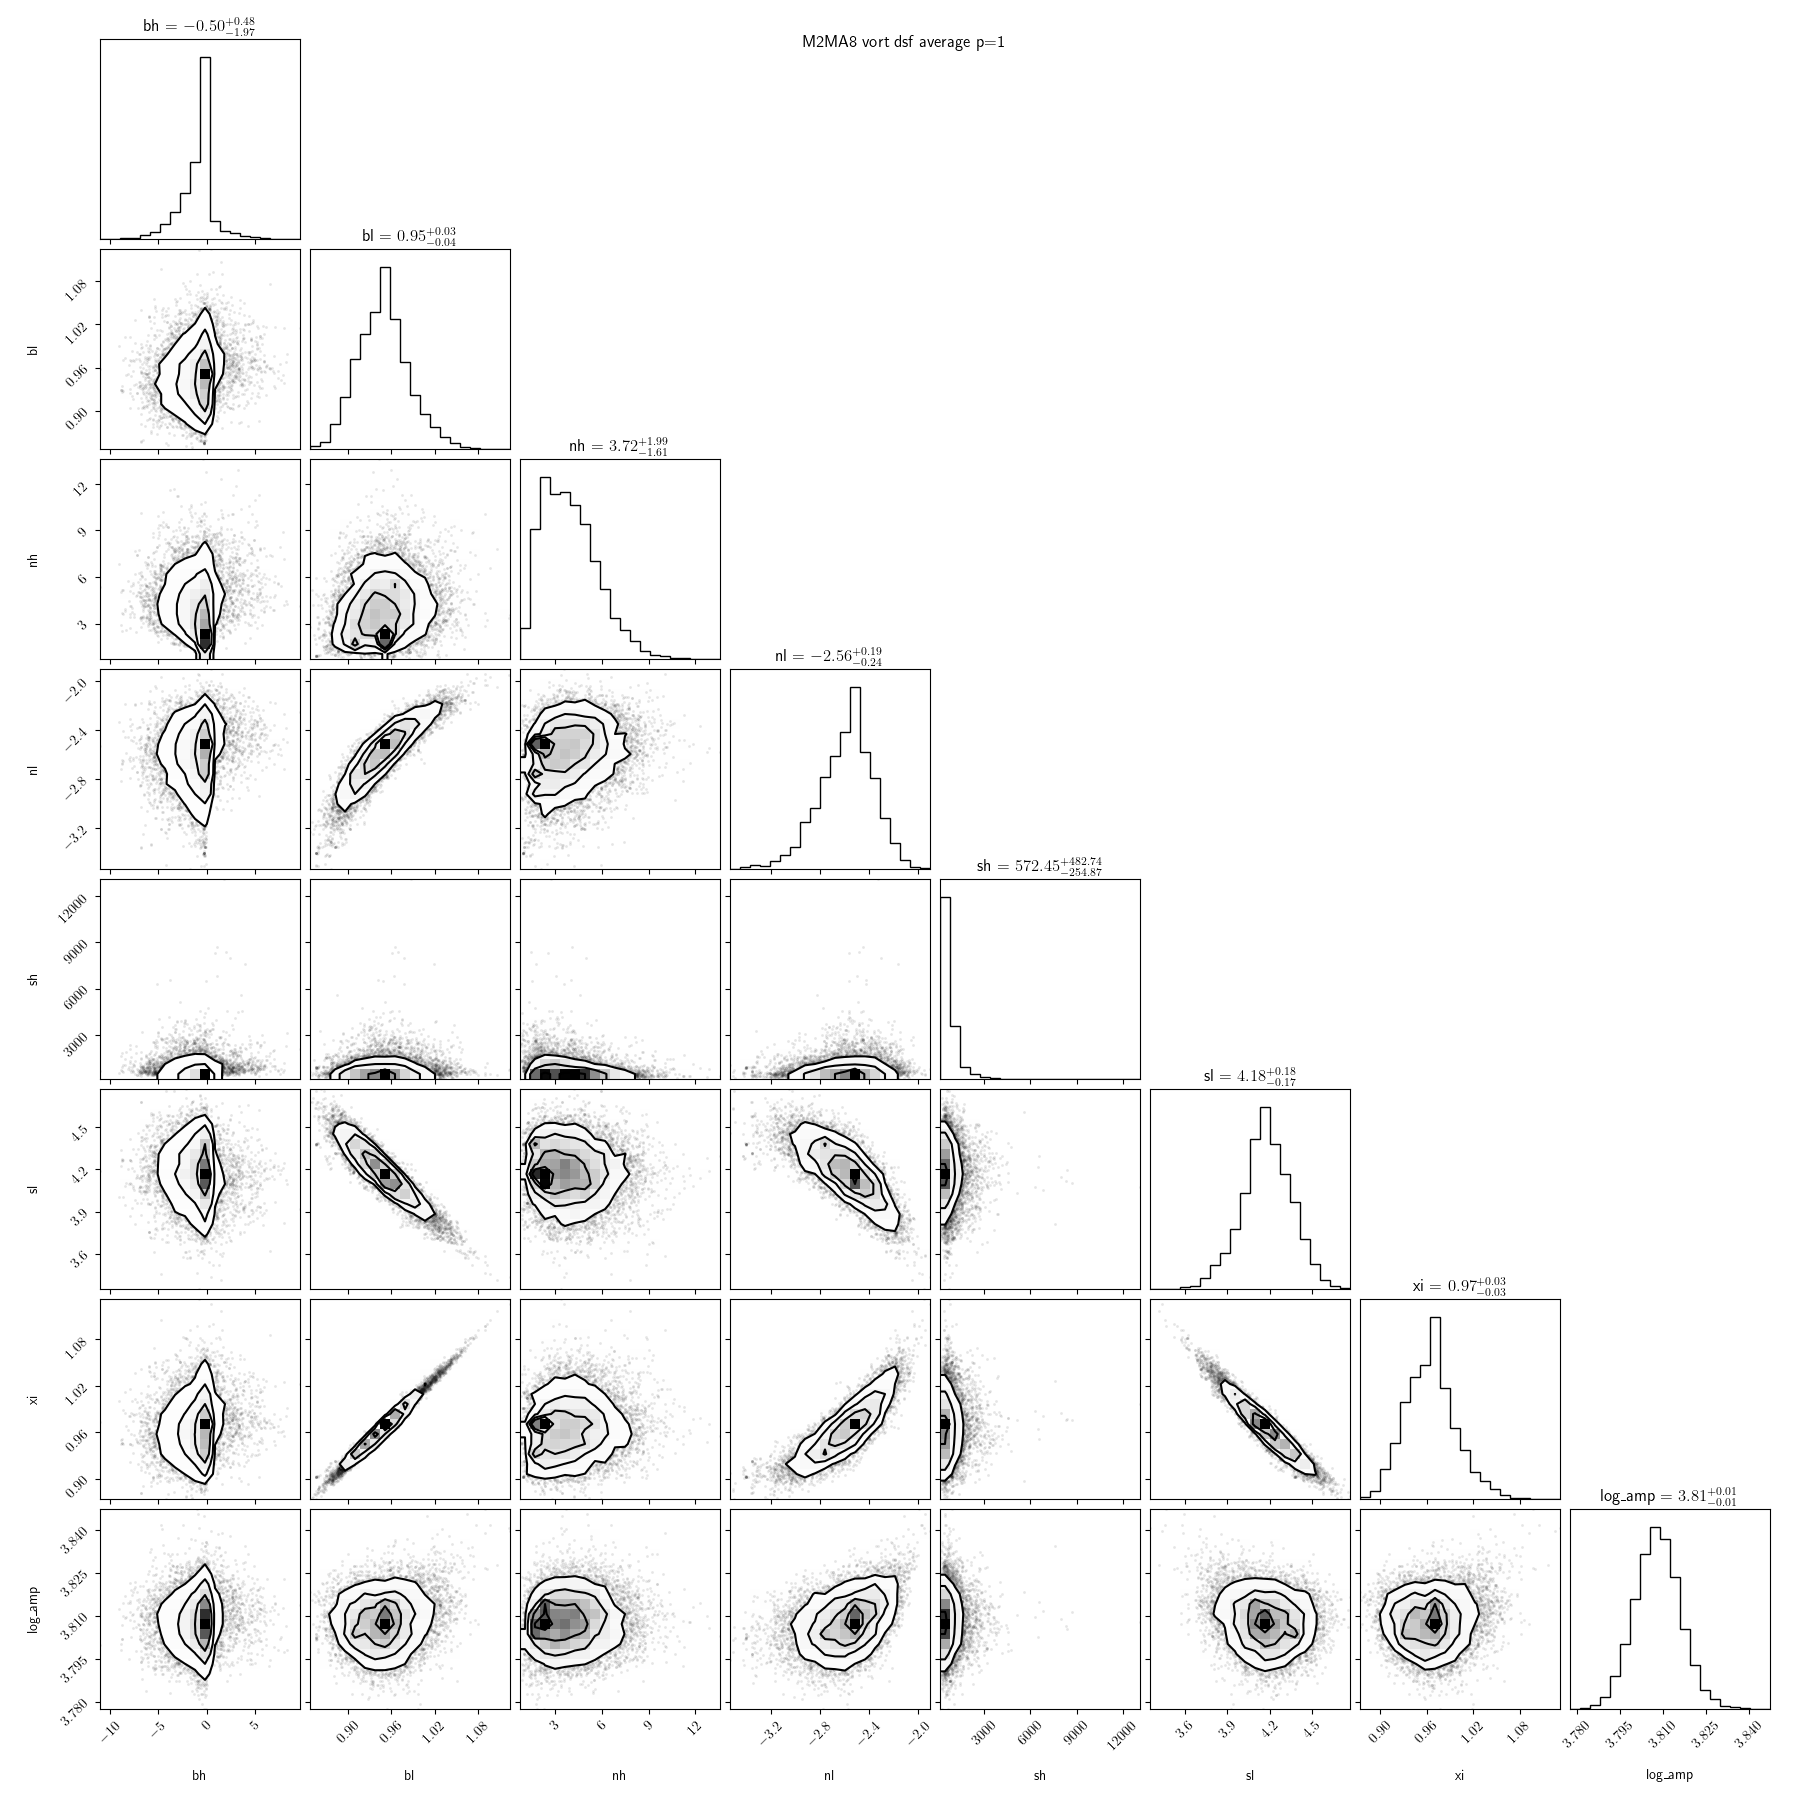 M2MA8 vort dsf average p=1
bh = −0.50+0.48−1.97
bl = 0.95+0.03−0.04
bl
1.08
1.02
0.96
0.90
nh = 3.72+1.99−1.61
nh
12
9
6
3
nl = −2.56+0.19−0.24
nl
−2.0
−2.4
−2.8
−3.2
sh = 572.45+482.74−254.87
sh
12000
9000
6000
3000
sl = 4.18+0.18−0.17
sl
4.5
4.2
3.9
3.6
xi = 0.97+0.03−0.03
xi
1.08
1.02
0.96
0.90
log_amp = 3.81+0.01−0.01
log_amp
3.840
3.825
3.810
3.795
3.780
−10 −5 0 5 0.90 0.96 1.02 1.08 3 6 9 12 −3.2 −2.8 −2.4 −2.0 3000 6000 9000 12000 3.6 3.9 4.2 4.5 0.90 0.96 1.02 1.08 3.780 3.795 3.810 3.825 3.840
bh bl nh nl sh sl xi log_amp